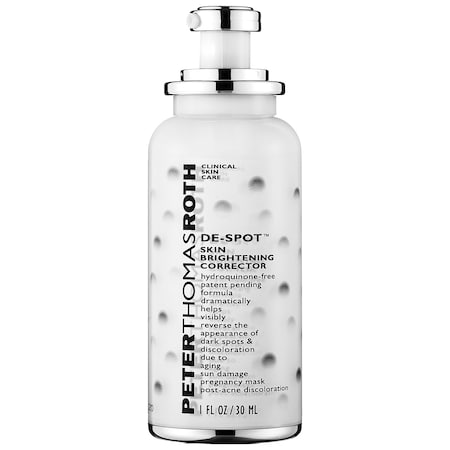 PETERTHOMASROTH
CLINICAL
SKIN
CARE
DE-SPOT™
SKIN
BRIGHTENING
CORRECTOR
hydroquinone-free
patent pending
formula
dramatically
helps
visibly
reverse the
appearance of
dark spots &
discoloration
due to
aging
sun damage
pregnancy mask
post-acne discoloration
1 FL OZ/30 ML